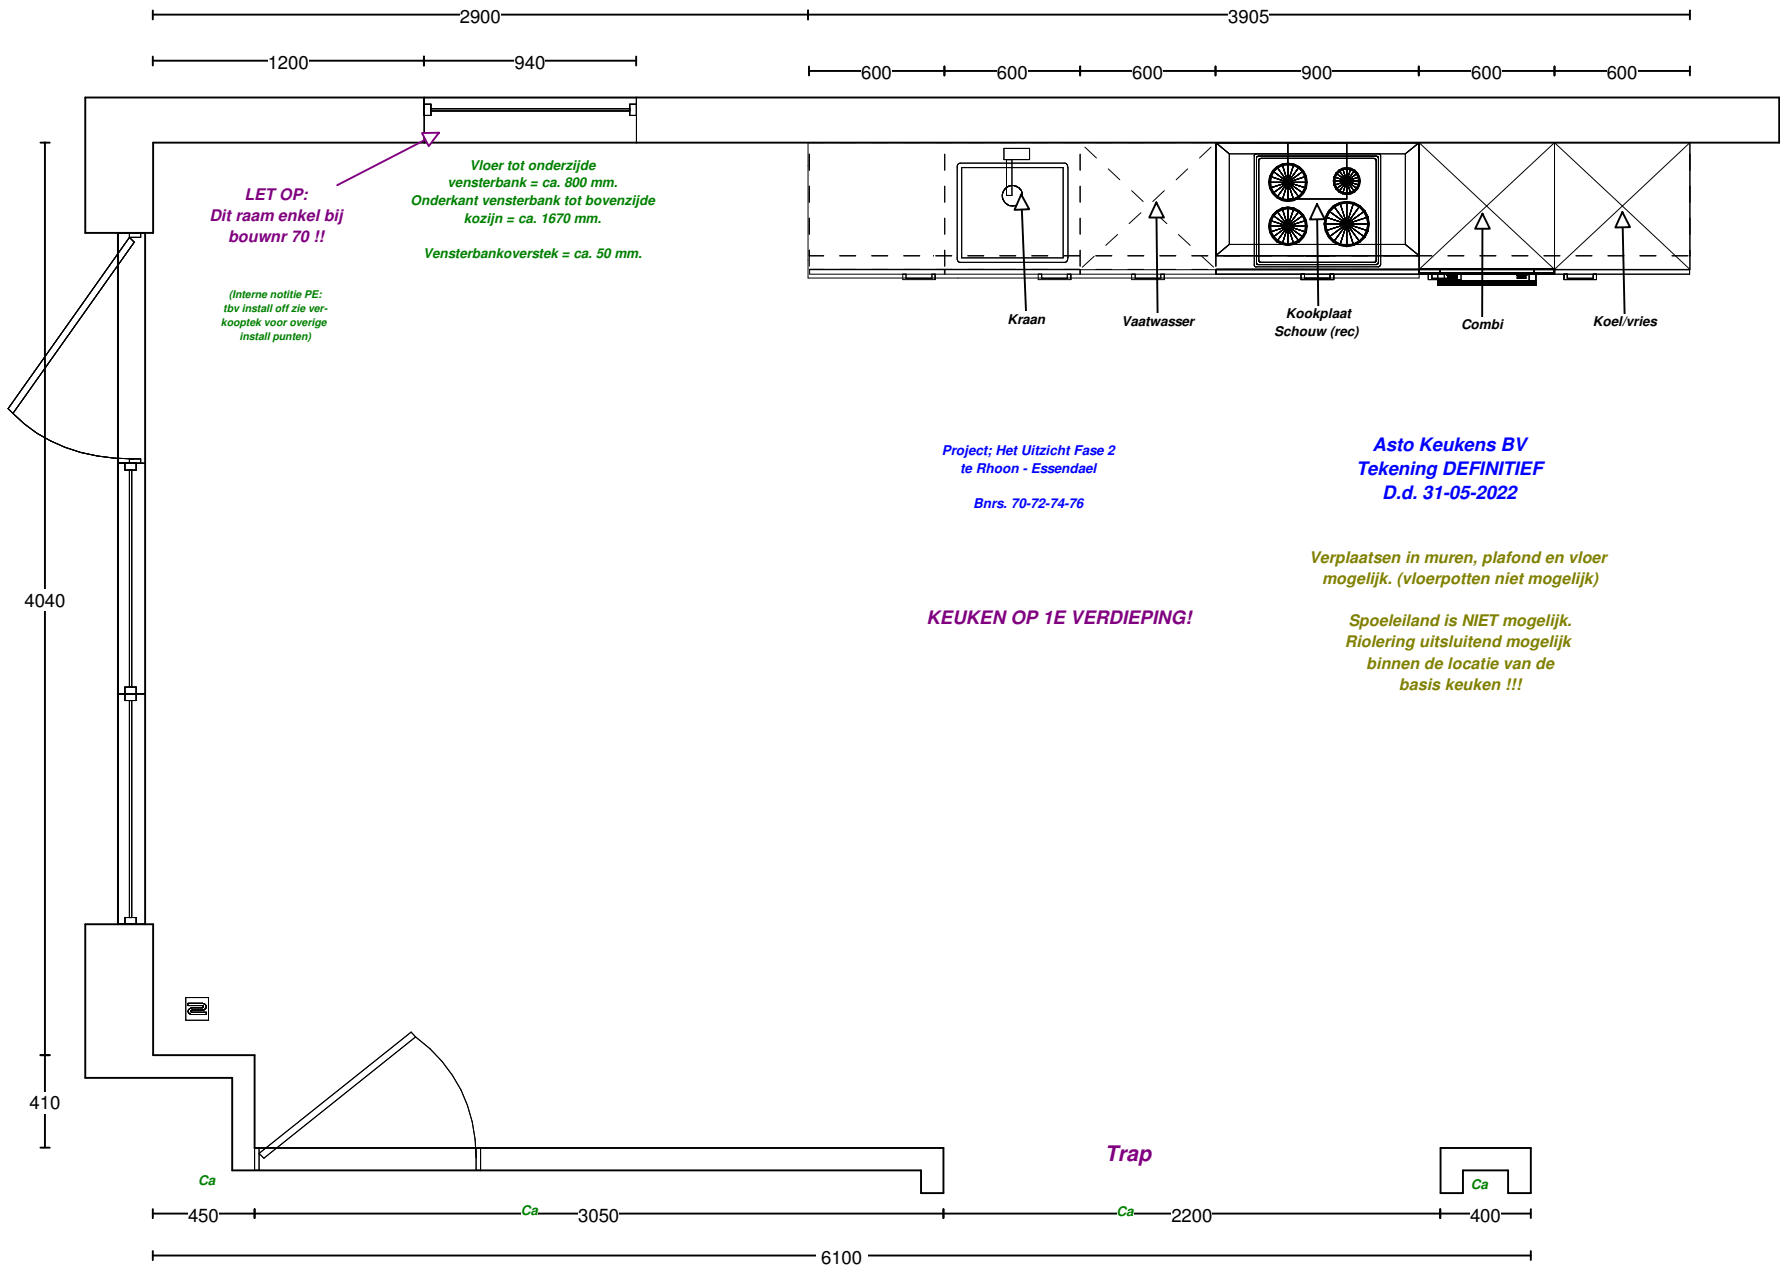 2900
3905
1200
940
600
600
600
900
600
600
LET OP:
Dit raam enkel bij
bouwnr 70 !!
Vloer tot onderzijde
vensterbank = ca. 800 mm.
Onderkant vensterbank tot bovenzijde
kozijn = ca. 1670 mm.
Vensterbankoverstek = ca. 50 mm.
(Interne notitie PE:
tbv install off zie ver-
kooptek voor overige
install punten)
Kraan
Vaatwasser
Kookplaat
Schouw (rec)
Combi
Koel/vries
Project; Het Uitzicht Fase 2
te Rhoon - Essendael
Bnrs. 70-72-74-76
Asto Keukens BV
Tekening DEFINITIEF
D.d. 31-05-2022
Verplaatsen in muren, plafond en vloer
mogelijk. (vloerpotten niet mogelijk)
4040
KEUKEN OP 1E VERDIEPING!
Spoeleiland is NIET mogelijk.
Riolering uitsluitend mogelijk
binnen de locatie van de
basis keuken !!!
410
Trap
Ca
Ca
Ca
Ca
450
3050
2200
400
6100